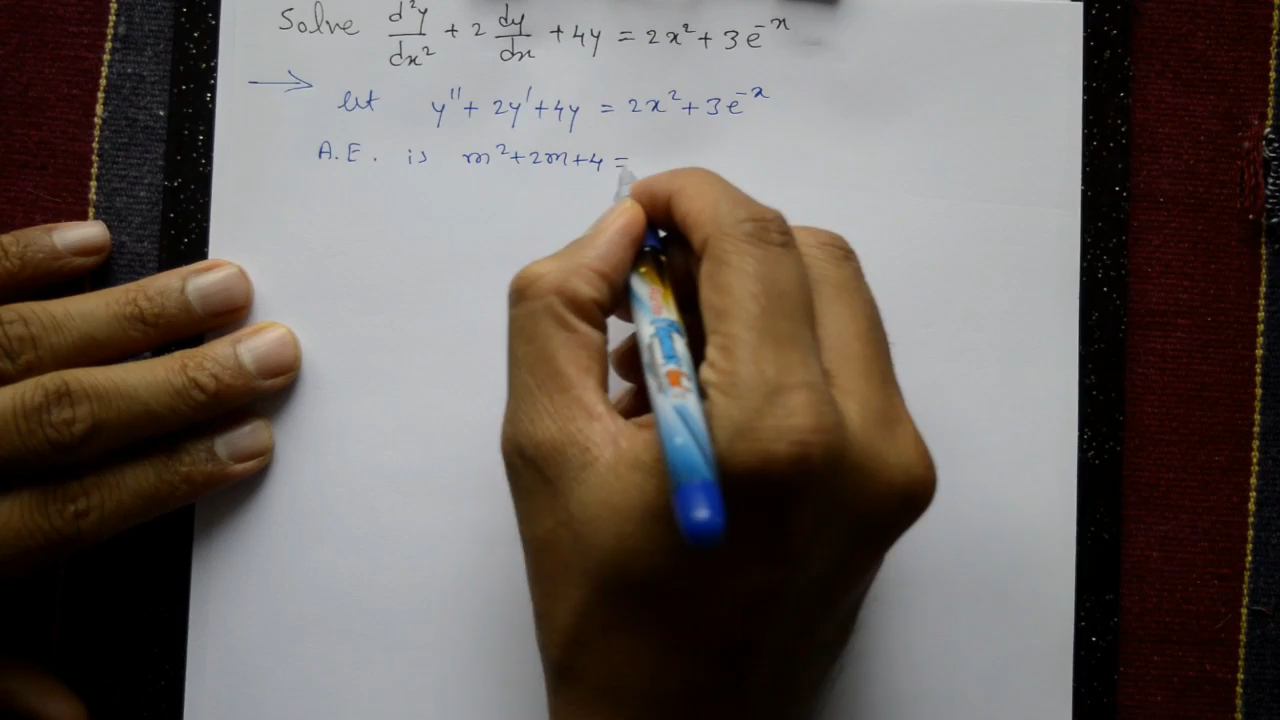 Solve d²y/dx² + 2 dy/dx + 4y = 2x² + 3e⁻ˣ
let y'' + 2y' + 4y = 2x² + 3e⁻ˣ
A.E. is m² + 2m + 4 =